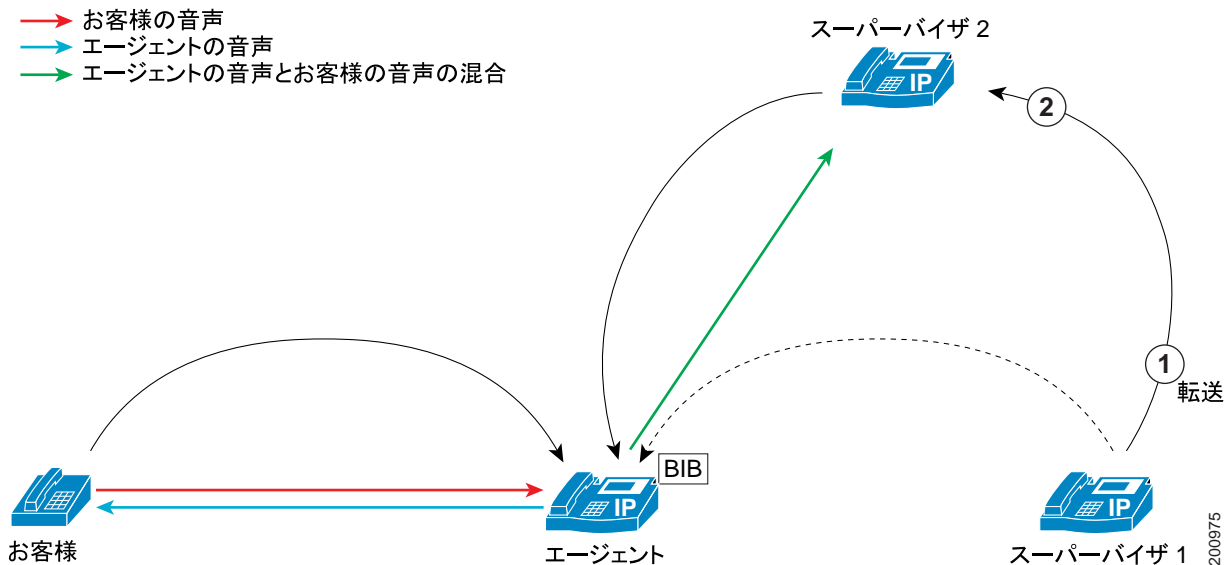 お客様の音声
エージェントの音声
エージェントの音声とお客様の音声の混合
スーパーバイザ 2
IP
2
1
転送
BIB
IP
IP
お客様
エージェント
スーパーバイザ 1
200975